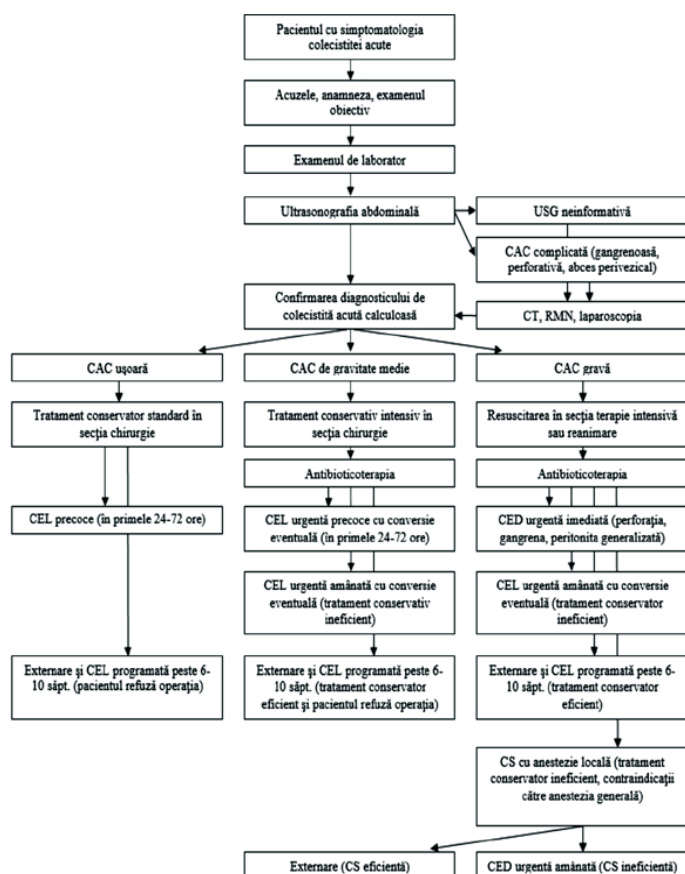 Pacientul cu simptomatologia
colecistitei acute
Acuzele, anamneza, examenul
obiectiv
Examenul de laborator
Ultrasonografia abdominală
USG neinformativă
CAC complicată (gangrenoasă,
perforativă, abces perivezical)
Confirmarea diagnosticului de
colecistită acută calculoasă
CT, RMN, laparoscopia
CAC ușoară
CAC de gravitate medie
CAC gravă
Tratament conservator standard în
secția chirurgie
Tratament conservativ intensiv în
secția chirurgie
Resuscitarea în secția terapie intensivă
sau reanimare
Antibioticoterapia
Antibioticoterapia
CEL precoce (în primele 24-72 ore)
CEL urgentă precoce cu conversie
eventuală (în primele 24-72 ore)
CED urgentă imediată (perforația,
gangrena, peritonita generalizată)
CEL urgentă amânată cu conversie
eventuală (tratament conservativ
ineficient)
CEL urgentă amânată cu conversie
eventuală (tratament conservator
ineficient)
Externare și CEL programată peste 6-
10 săpt. (pacientul refuză operația)
Externare și CEL programată peste 6-
10 săpt. (tratament conservator
eficient și pacientul refuză operația)
Externare și CEL programată peste 6-
10 săpt. (tratament conservator
eficient)
CS cu anestezie locală (tratament
conservator ineficient, contraindicații
către anestezia generală)
Externare (CS eficientă)
CED urgentă amânată (CS ineficientă)